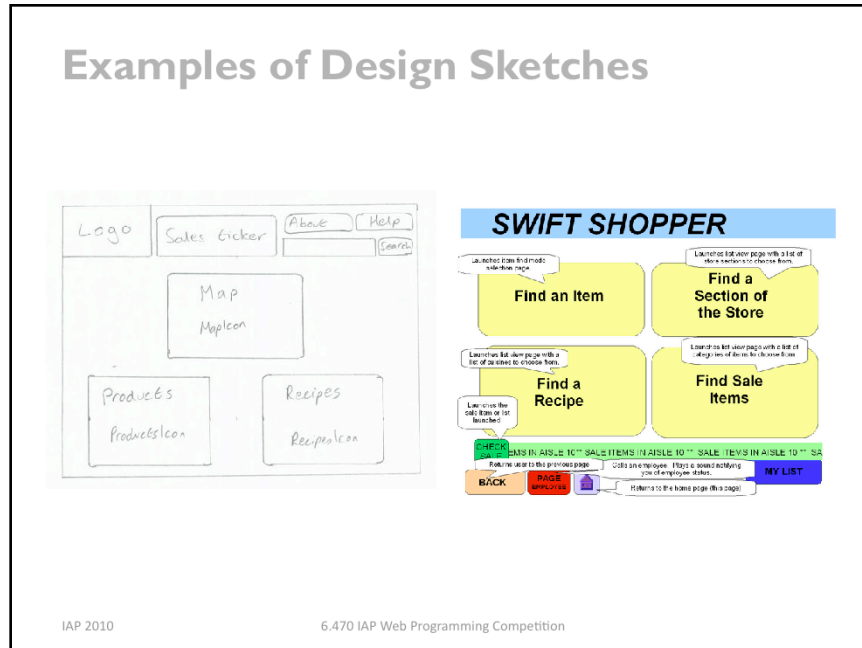 Examples of Design Sketches
Logo
Sales ticker
About
Help
Search
Map
MapIcon
Products
ProductsIcon
Recipes
RecipesIcon
SWIFT SHOPPER
Launches item find mode
selection page.
Find an Item
Launches list view page with a list of
store sections to choose from.
Find a
Section of
the Store
Launches list view page with a
list of cuisines to choose from.
Find a
Recipe
Launches list view page with a list of
categories of items to choose from
Find Sale
Items
Launches the
sale item or list
launched.
CHECK
SALE
EMS IN AISLE 10** SALE ITEMS IN AISLE 10 ** SALE ITEMS IN AISLE 10 ** SA
Returns user to the previous page
Calls an employee. Plays a sound notifying
you of employee status.
BACK
PAGE
EMPLOYEE
Returns to the home page (this page)
MY LIST
IAP 2010
6.470 IAP Web Programming Competition